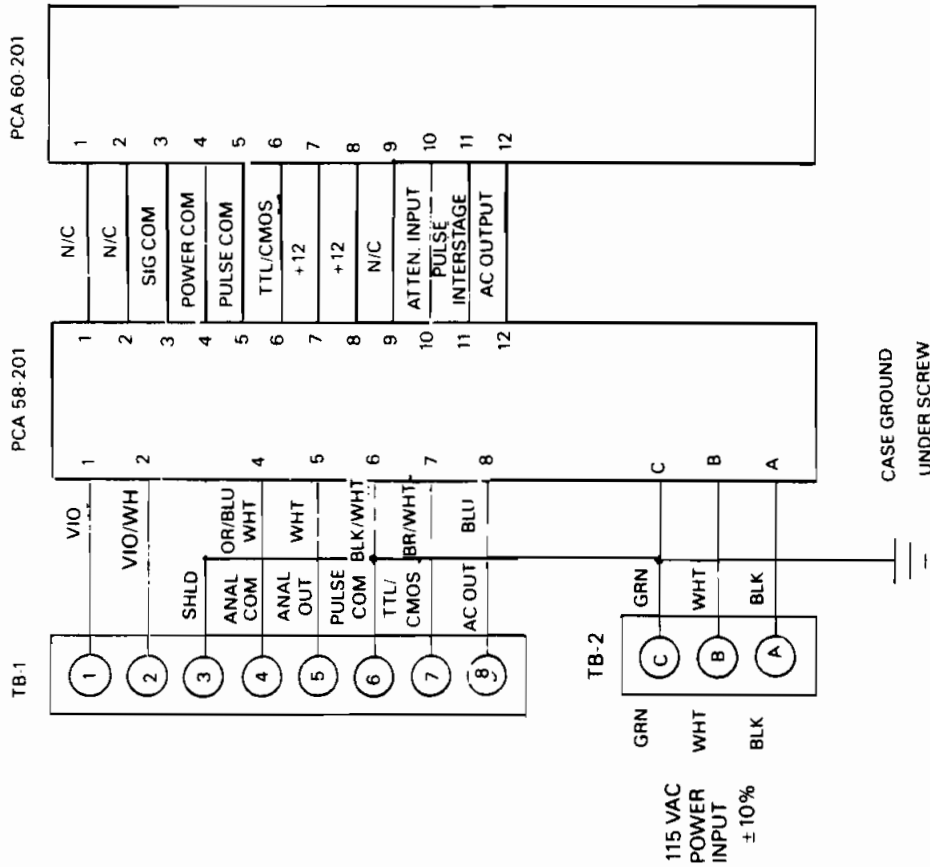 PCA 60-201
1
2
3
4
5
6
7
8
9
10
11
12
N/C
N/C
SIG COM
POWER COM
PULSE COM
TTL/CMOS
+12
+12
N/C
ATTEN. INPUT
PULSE
INTERSTAGE
AC OUTPUT
PCA 58-201
1
2
3
4
5
6
7
8
9
10
11
12
1
2
4
5
6
7
8
C
B
A
VIO
VIO/WH
OR/BLU
WHT
WHT
BLK/WHT
BR/WHT
BLU
SHLD
ANAL
COM
ANAL
OUT
PULSE
COM
TTL/
CMOS
AC OUT
TB-1
1
2
3
4
5
6
7
8
GRN
WHT
BLK
TB-2
C
B
A
GRN
WHT
BLK
115 VAC
POWER
INPUT
±10%
CASE GROUND
UNDER SCREW